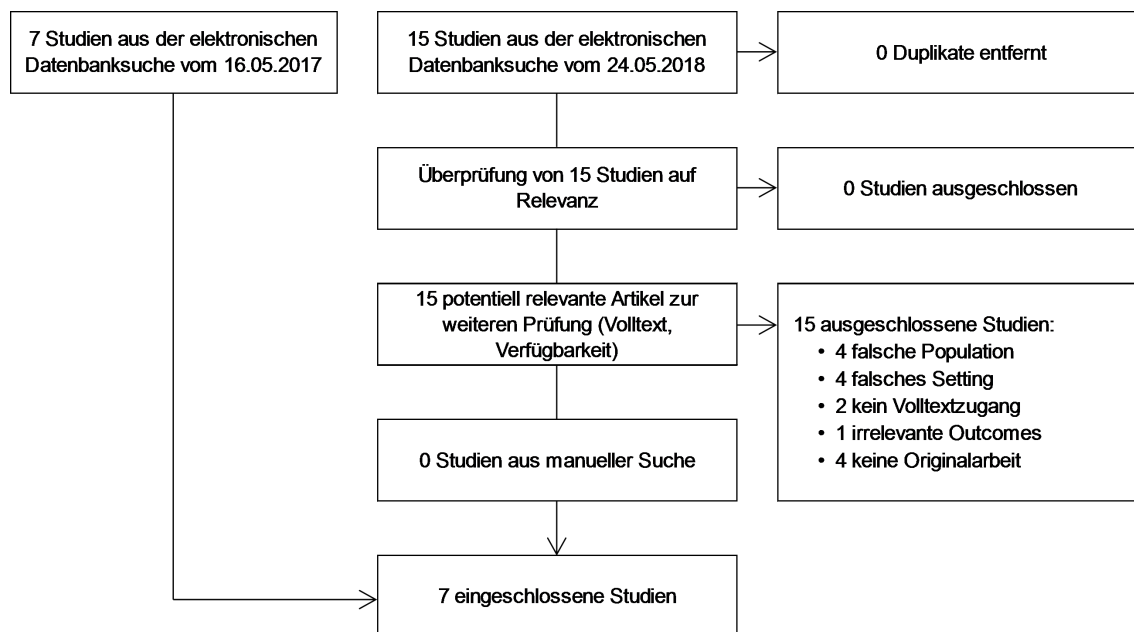 7 Studien aus der elektronischen
Datenbanksuche vom 16.05.2017
15 Studien aus der elektronischen
Datenbanksuche vom 24.05.2018
0 Duplikate entfernt
Überprüfung von 15 Studien auf
Relevanz
0 Studien ausgeschlossen
15 potentiell relevante Artikel zur
weiteren Prüfung (Volltext,
Verfügbarkeit)
15 ausgeschlossene Studien:
• 4 falsche Population
• 4 falsches Setting
• 2 kein Volltextzugang
• 1 irrelevante Outcomes
• 4 keine Originalarbeit
0 Studien aus manueller Suche
7 eingeschlossene Studien